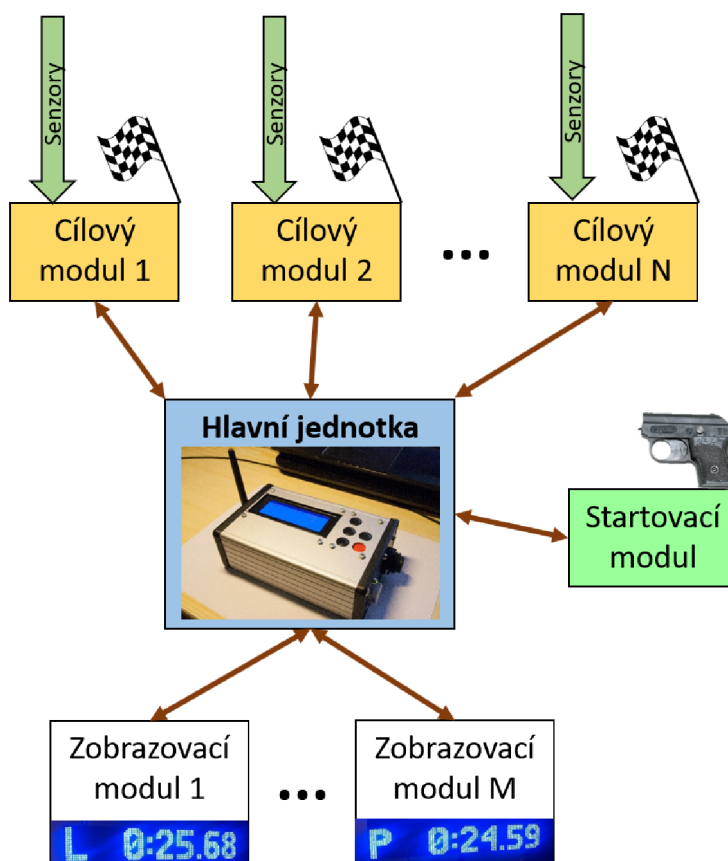 Senzory
Senzory
Senzory
Cílový
modul 1
Cílový
modul 2
...
Cílový
modul N
Hlavní jednotka
Startovací
modul
Zobrazovací
modul 1
...
Zobrazovací
modul M
L 0:25.68
P 0:24.59